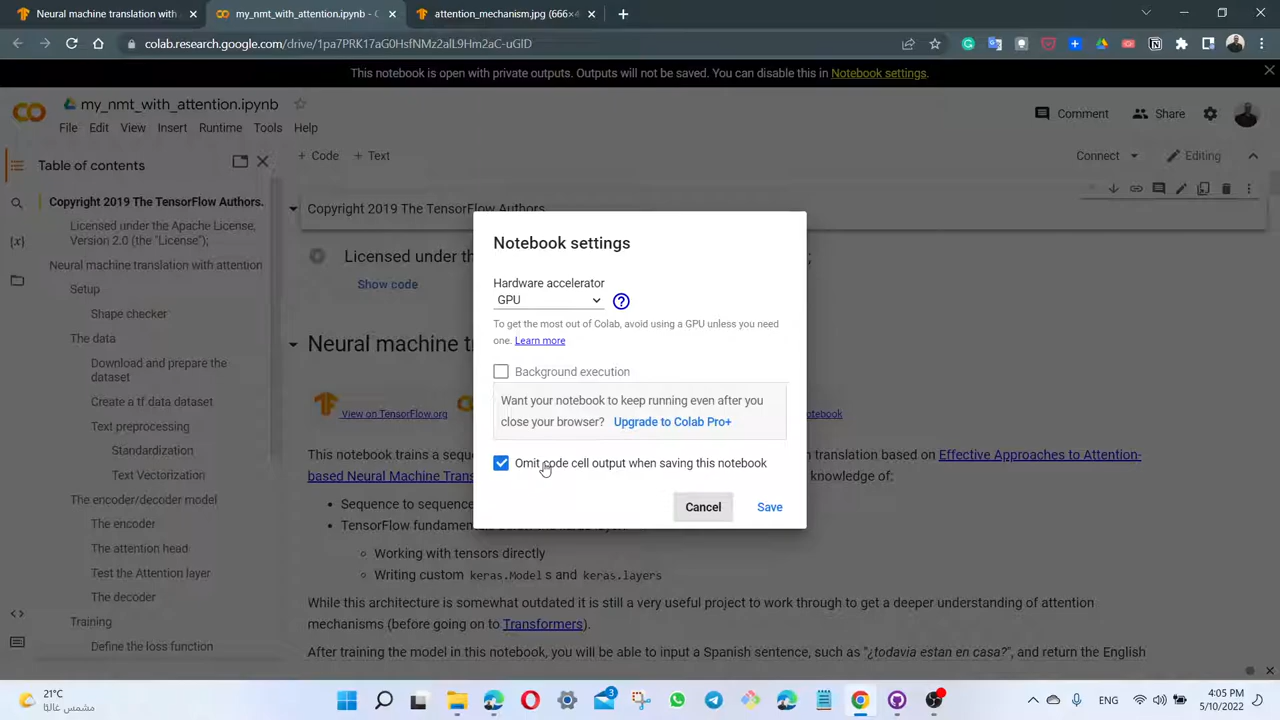 Neural machine translation with
my_nmt_with_attention.ipynb - C
attention_mechanism.jpg (666×4
colab.research.google.com/drive/1pa7PRK17aG0HsfNMz2alL9Hm2aC-uGID
This notebook is open with private outputs. Outputs will not be saved. You can disable this in Notebook settings.
my_nmt_with_attention.ipynb
Comment
Share
File Edit View Insert Runtime Tools Help
Table of contents
+ Code + Text
Connect
Editing
Copyright 2019 The TensorFlow Authors.
Licensed under the Apache License,
Version 2.0 (the "License");
Neural machine translation with attention
Setup
Shape checker
The data
Download and prepare the
dataset
Create a tf data dataset
Text preprocessing
Standardization
Text Vectorization
The encoder/decoder model
The encoder
The attention head
Test the Attention layer
The decoder
Training
Define the loss function
Copyright 2019 The TensorFlow Authors.
Licensed under th
;
Show code
Neural machine t
View on TensorFlow.org
otebook
This notebook trains a sequ
translation based on Effective Approaches to Attention-
based Neural Machine Trans
knowledge of:
Sequence to sequence
TensorFlow fundam
Working with tensors directly
Writing custom keras.Model s and keras.layers
While this architecture is somewhat outdated it is still a very useful project to work through to get a deeper understanding of attention
mechanisms (before going on to Transformers).
After training the model in this notebook, you will be able to input a Spanish sentence, such as "¿todavia estan en casa?", and return the English
Notebook settings
Hardware accelerator
GPU
?
To get the most out of Colab, avoid using a GPU unless you need
one. Learn more
Background execution
Want your notebook to keep running even after you
close your browser? Upgrade to Colab Pro+
Omit code cell output when saving this notebook
Cancel
Save
21°C
مشمس غالبًا
3
ENG
4:05 PM
5/10/2022